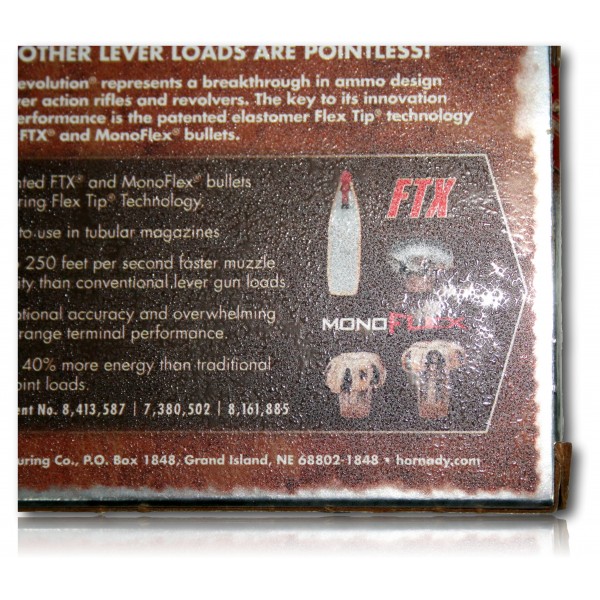 OTHER LEVER LOADS ARE POINTLESS!
evolution® represents a breakthrough in ammo design
ver action rifles and revolvers. The key to its innovation
erformance is the patented elastomer Flex Tip® technology
FTX® and MonoFlex® bullets.
nted FTX® and MonoFlex® bullets
ring Flex Tip® Technology.
to use in tubular magazines
250 feet per second faster muzzle
ity than conventional lever gun loads
tional accuracy and overwhelming
range terminal performance.
40% more energy than traditional
oint loads.
ent No. 8,413,587 | 7,380,502 | 8,161,885
FTX
MONOFLEX
uring Co., P.O. Box 1848, Grand Island, NE 68802-1848 • hornady.com